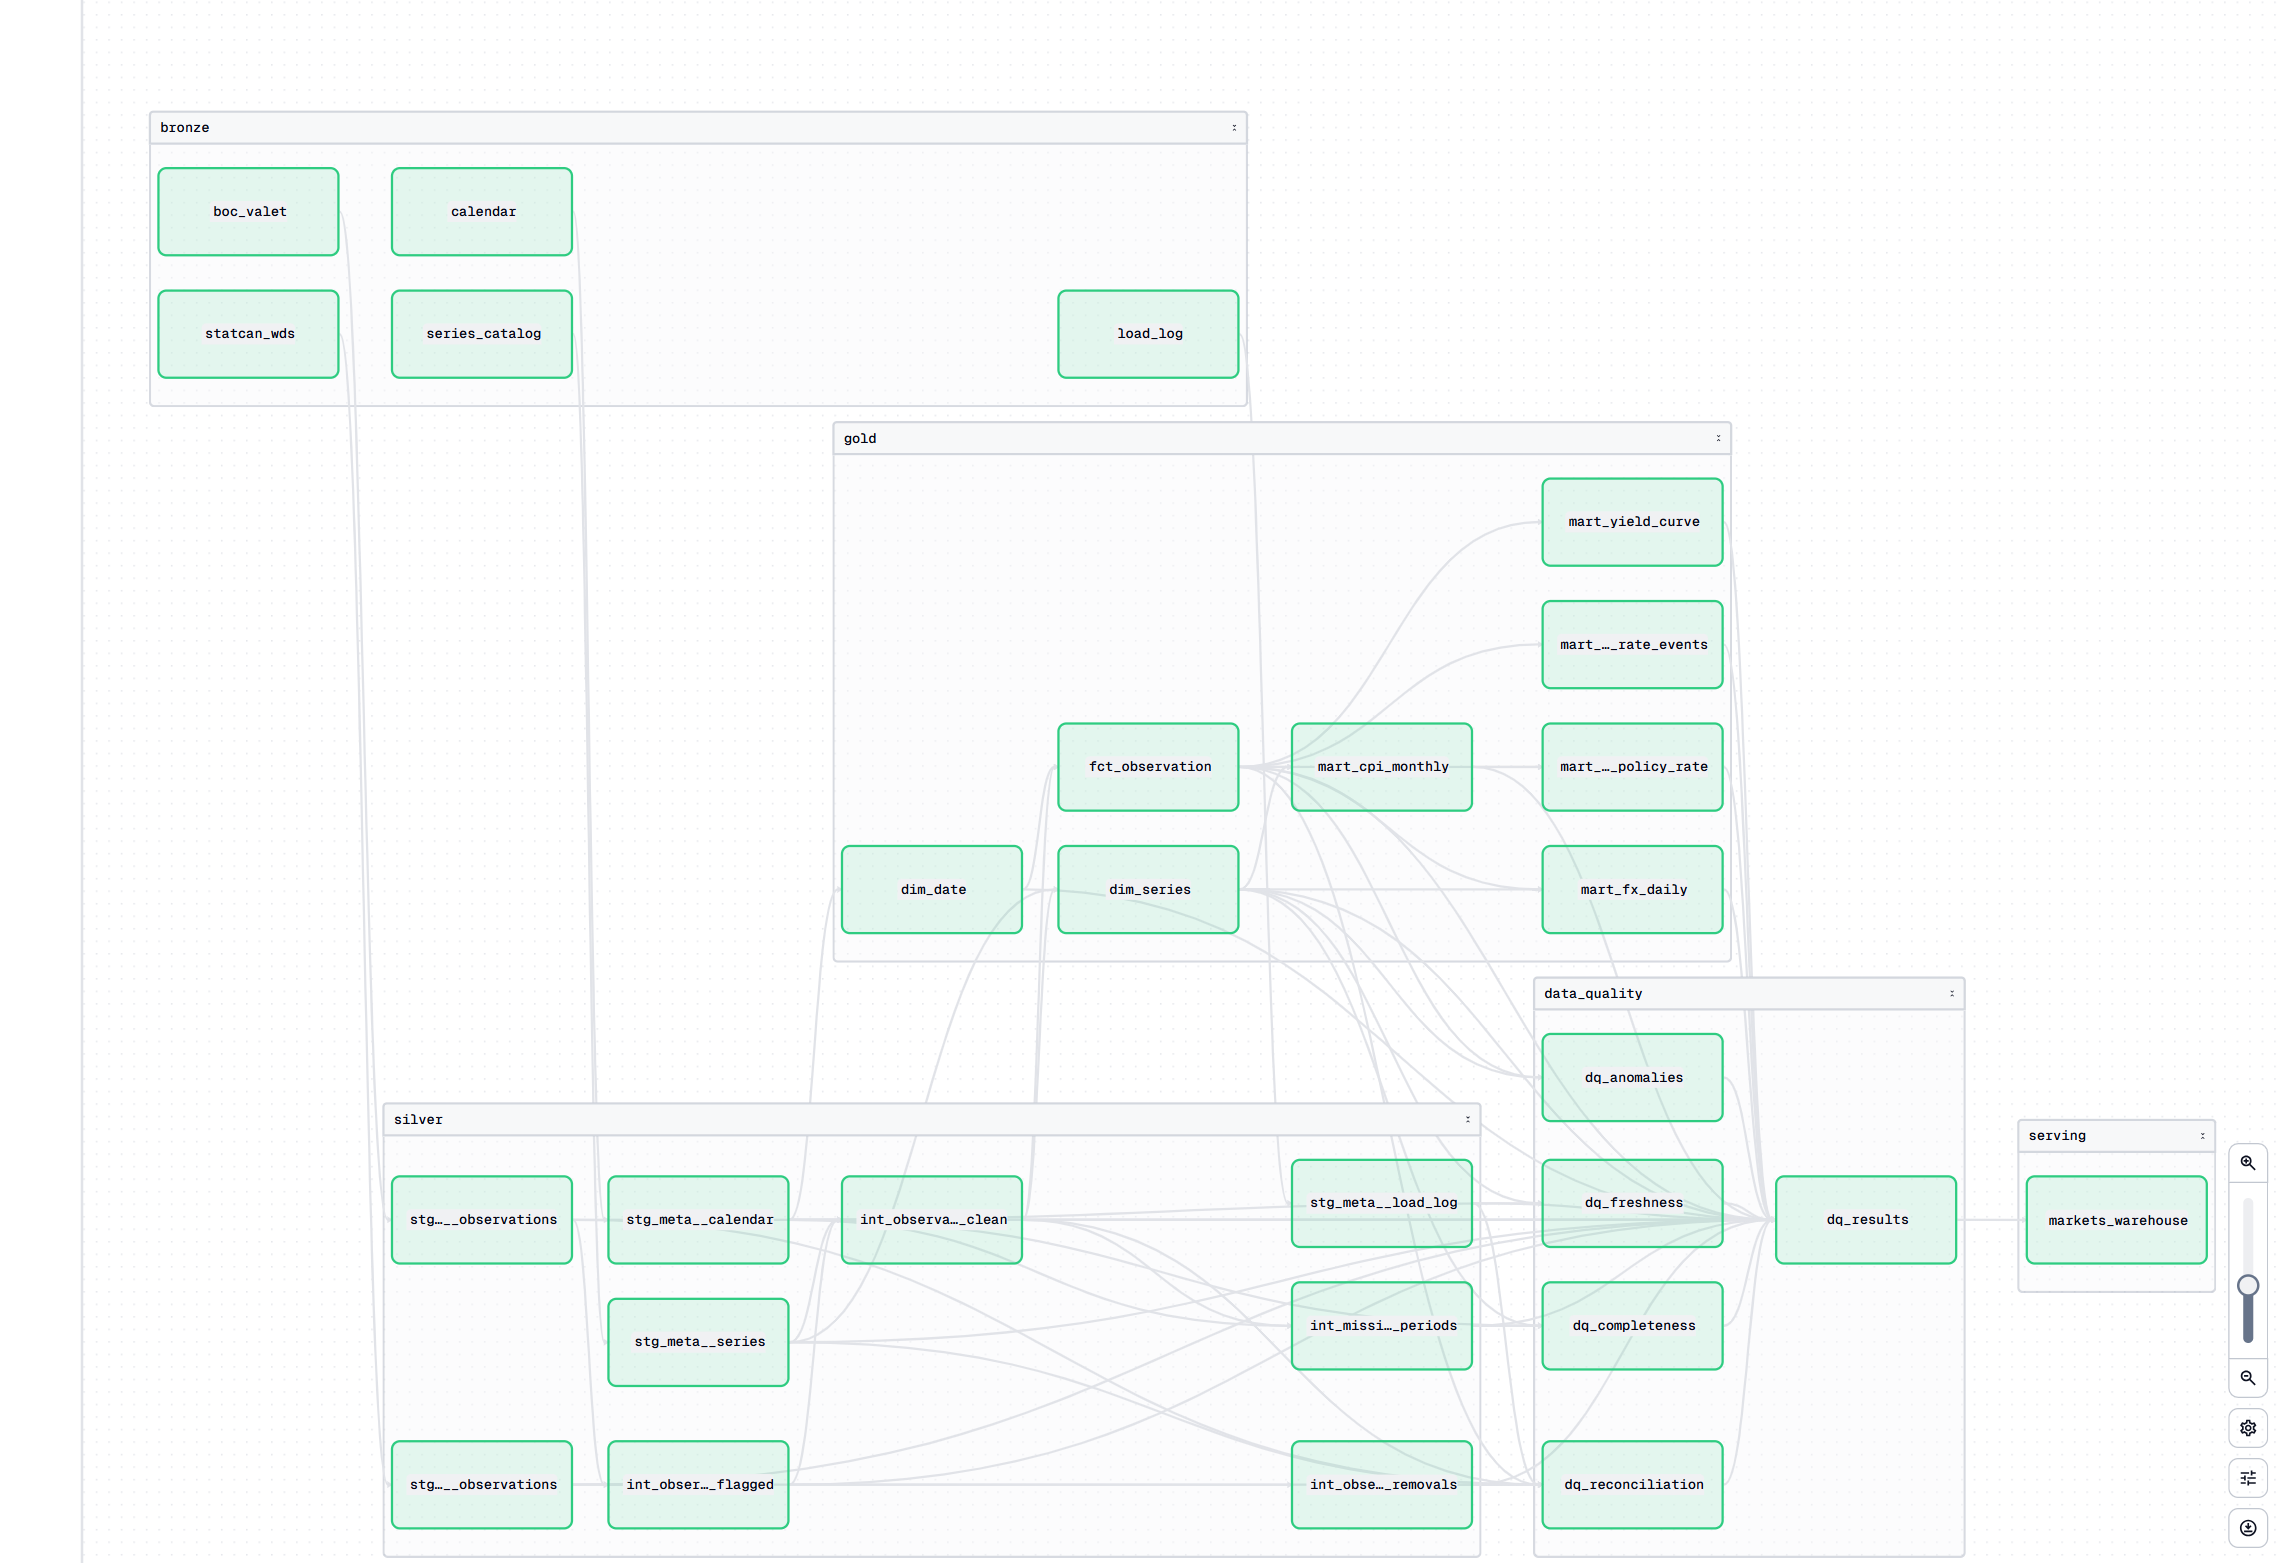 bronze
boc_valet
calendar
statcan_wds
series_catalog
load_log
gold
mart_yield_curve
mart_…_rate_events
fct_observation
mart_cpi_monthly
mart_…_policy_rate
dim_date
dim_series
mart_fx_daily
data_quality
dq_anomalies
silver
serving
stg…__observations
stg_meta__calendar
int_observa…_clean
stg_meta__load_log
dq_freshness
dq_results
markets_warehouse
stg_meta__series
int_missi…_periods
dq_completeness
stg…__observations
int_obser…_flagged
int_obse…_removals
dq_reconciliation